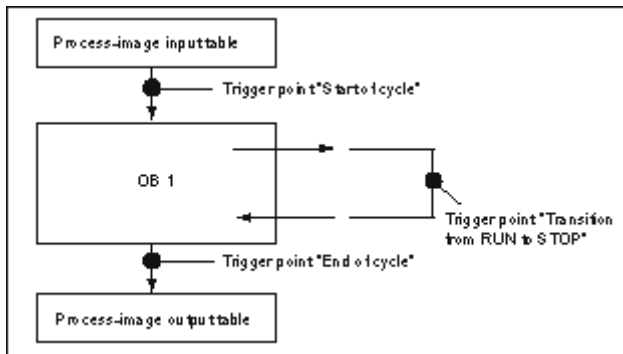 Process-image input table
Trigger point "Start of cycle"
OB 1
Trigger point "Transition
from RUN to STOP"
Trigger point "End of cycle"
Process-image output table